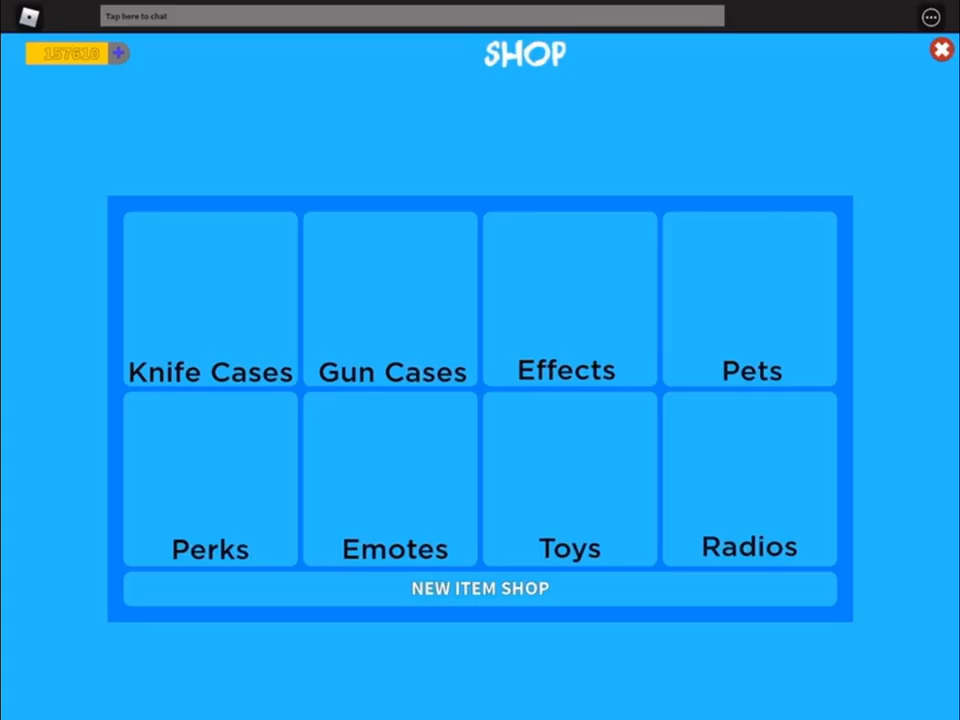 Tap here to chat
157610
SHOP
Knife Cases
Gun Cases
Effects
Pets
Perks
Emotes
Toys
Radios
NEW ITEM SHOP